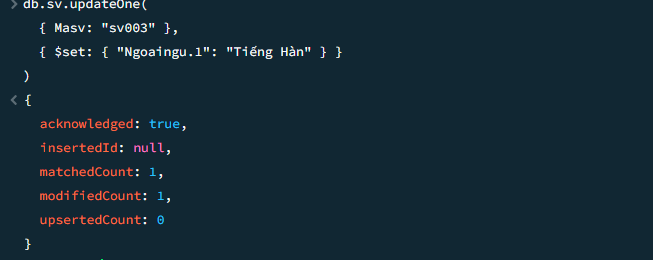 > db.sv.updateOne(
{ Masv: "sv003" },
{ $set: { "Ngoaingu.1": "Tiếng Hàn" } }
)
< {
acknowledged: true,
insertedId: null,
matchedCount: 1,
modifiedCount: 1,
upsertedCount: 0
}